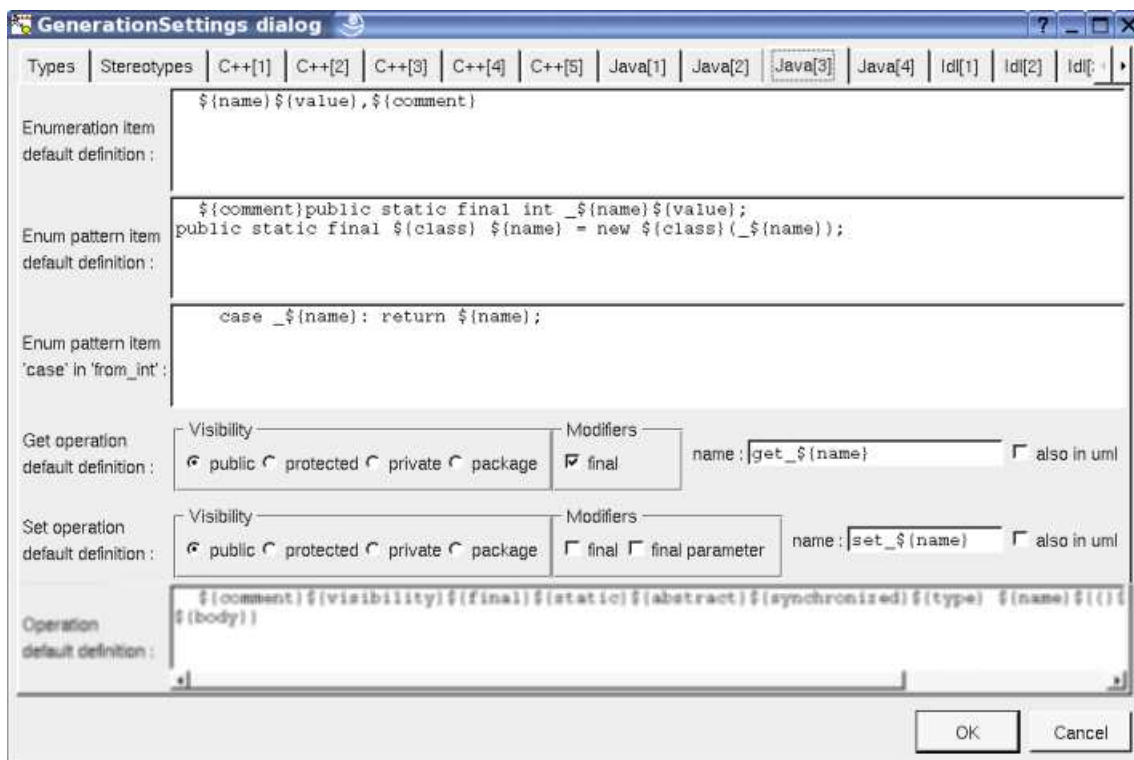 GenerationSettings dialog
Types Stereotypes C++[1] C++[2] C++[3] C++[4] C++[5] Java[1] Java[2] Java[3] Java[4] Idl[1] Idl[2] Idl[
Enumeration item
default definition :
${name}${value},${comment}
Enum pattern item
default definition :
${comment}public static final int _${name}${value};
public static final ${class} ${name} = new ${class}(_${name});
Enum pattern item
'case' in 'from_int' :
case _${name}: return ${name};
Get operation
default definition :
Visibility
public protected private package
Modifiers
final
name : get_${name}
also in uml
Set operation
default definition :
Visibility
public protected private package
Modifiers
final final parameter
name : set_${name}
also in uml
Operation
default definition :
${comment}${visibility}${final}${static}${abstract}${synchronized}${type} ${name}${(}
${body}}
OK Cancel